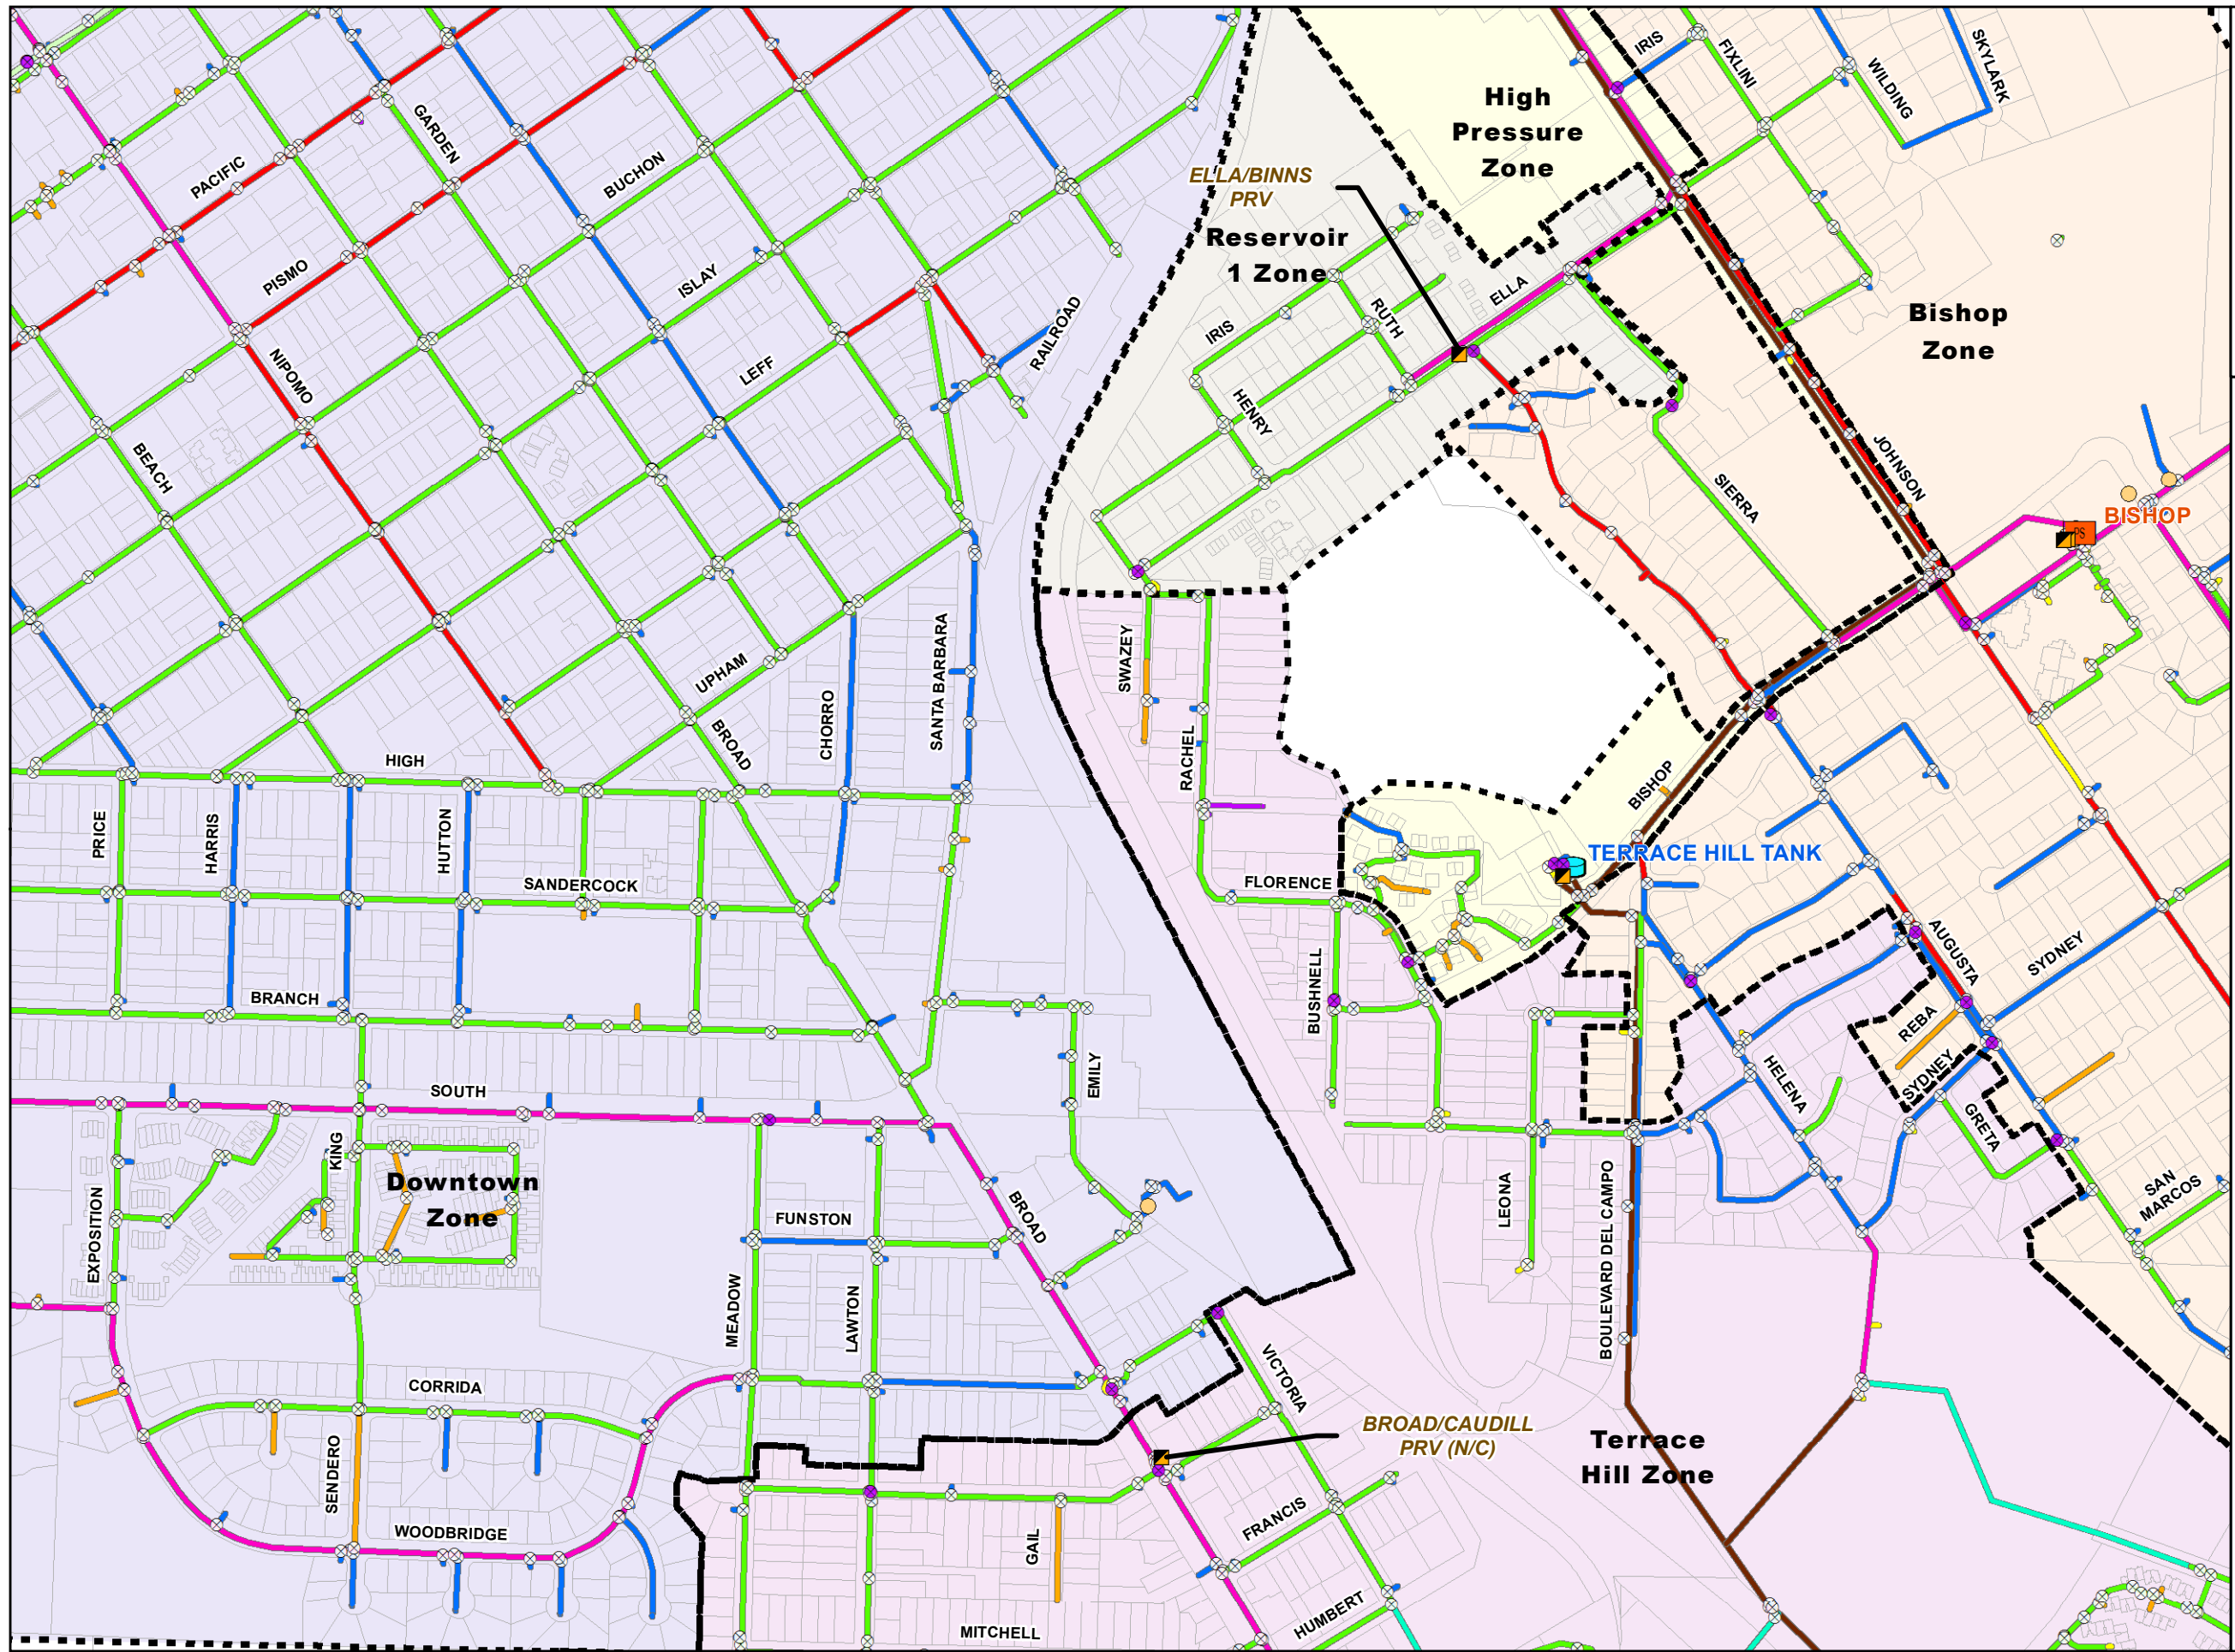 IRIS
FIXLINI
WILDING
SKYLARK
High
Pressure
Zone
GARDEN
PACIFIC
BUCHON
ELLA/BINNS
PRV
Reservoir
1 Zone
PISMO
ISLAY
ELLA
RUTH
IRIS
RAILROAD
Bishop
Zone
NIPOMO
LEFF
HENRY
BEACH
JOHNSON
SIERRA
PS
BISHOP
UPHAM
BROAD
CHORRO
SANTA BARBARA
SWAZEY
RACHEL
HIGH
BISHOP
PRICE
HARRIS
HUTTON
TERRACE HILL TANK
SANDERCOCK
FLORENCE
AUGUSTA
SYDNEY
BUSHNELL
BRANCH
REBA
SYDNEY
EMILY
HELENA
GRETA
SOUTH
KING
Downtown
Zone
EXPOSITION
FUNSTON
BROAD
LEONA
BOULEVARD DEL CAMPO
SAN
MARCOS
MEADOW
LAWTON
VICTORIA
CORRIDA
BROAD/CAUDILL
PRV (N/C)
Terrace
Hill Zone
SENDERO
WOODBRIDGE
GAIL
FRANCIS
HUMBERT
MITCHELL